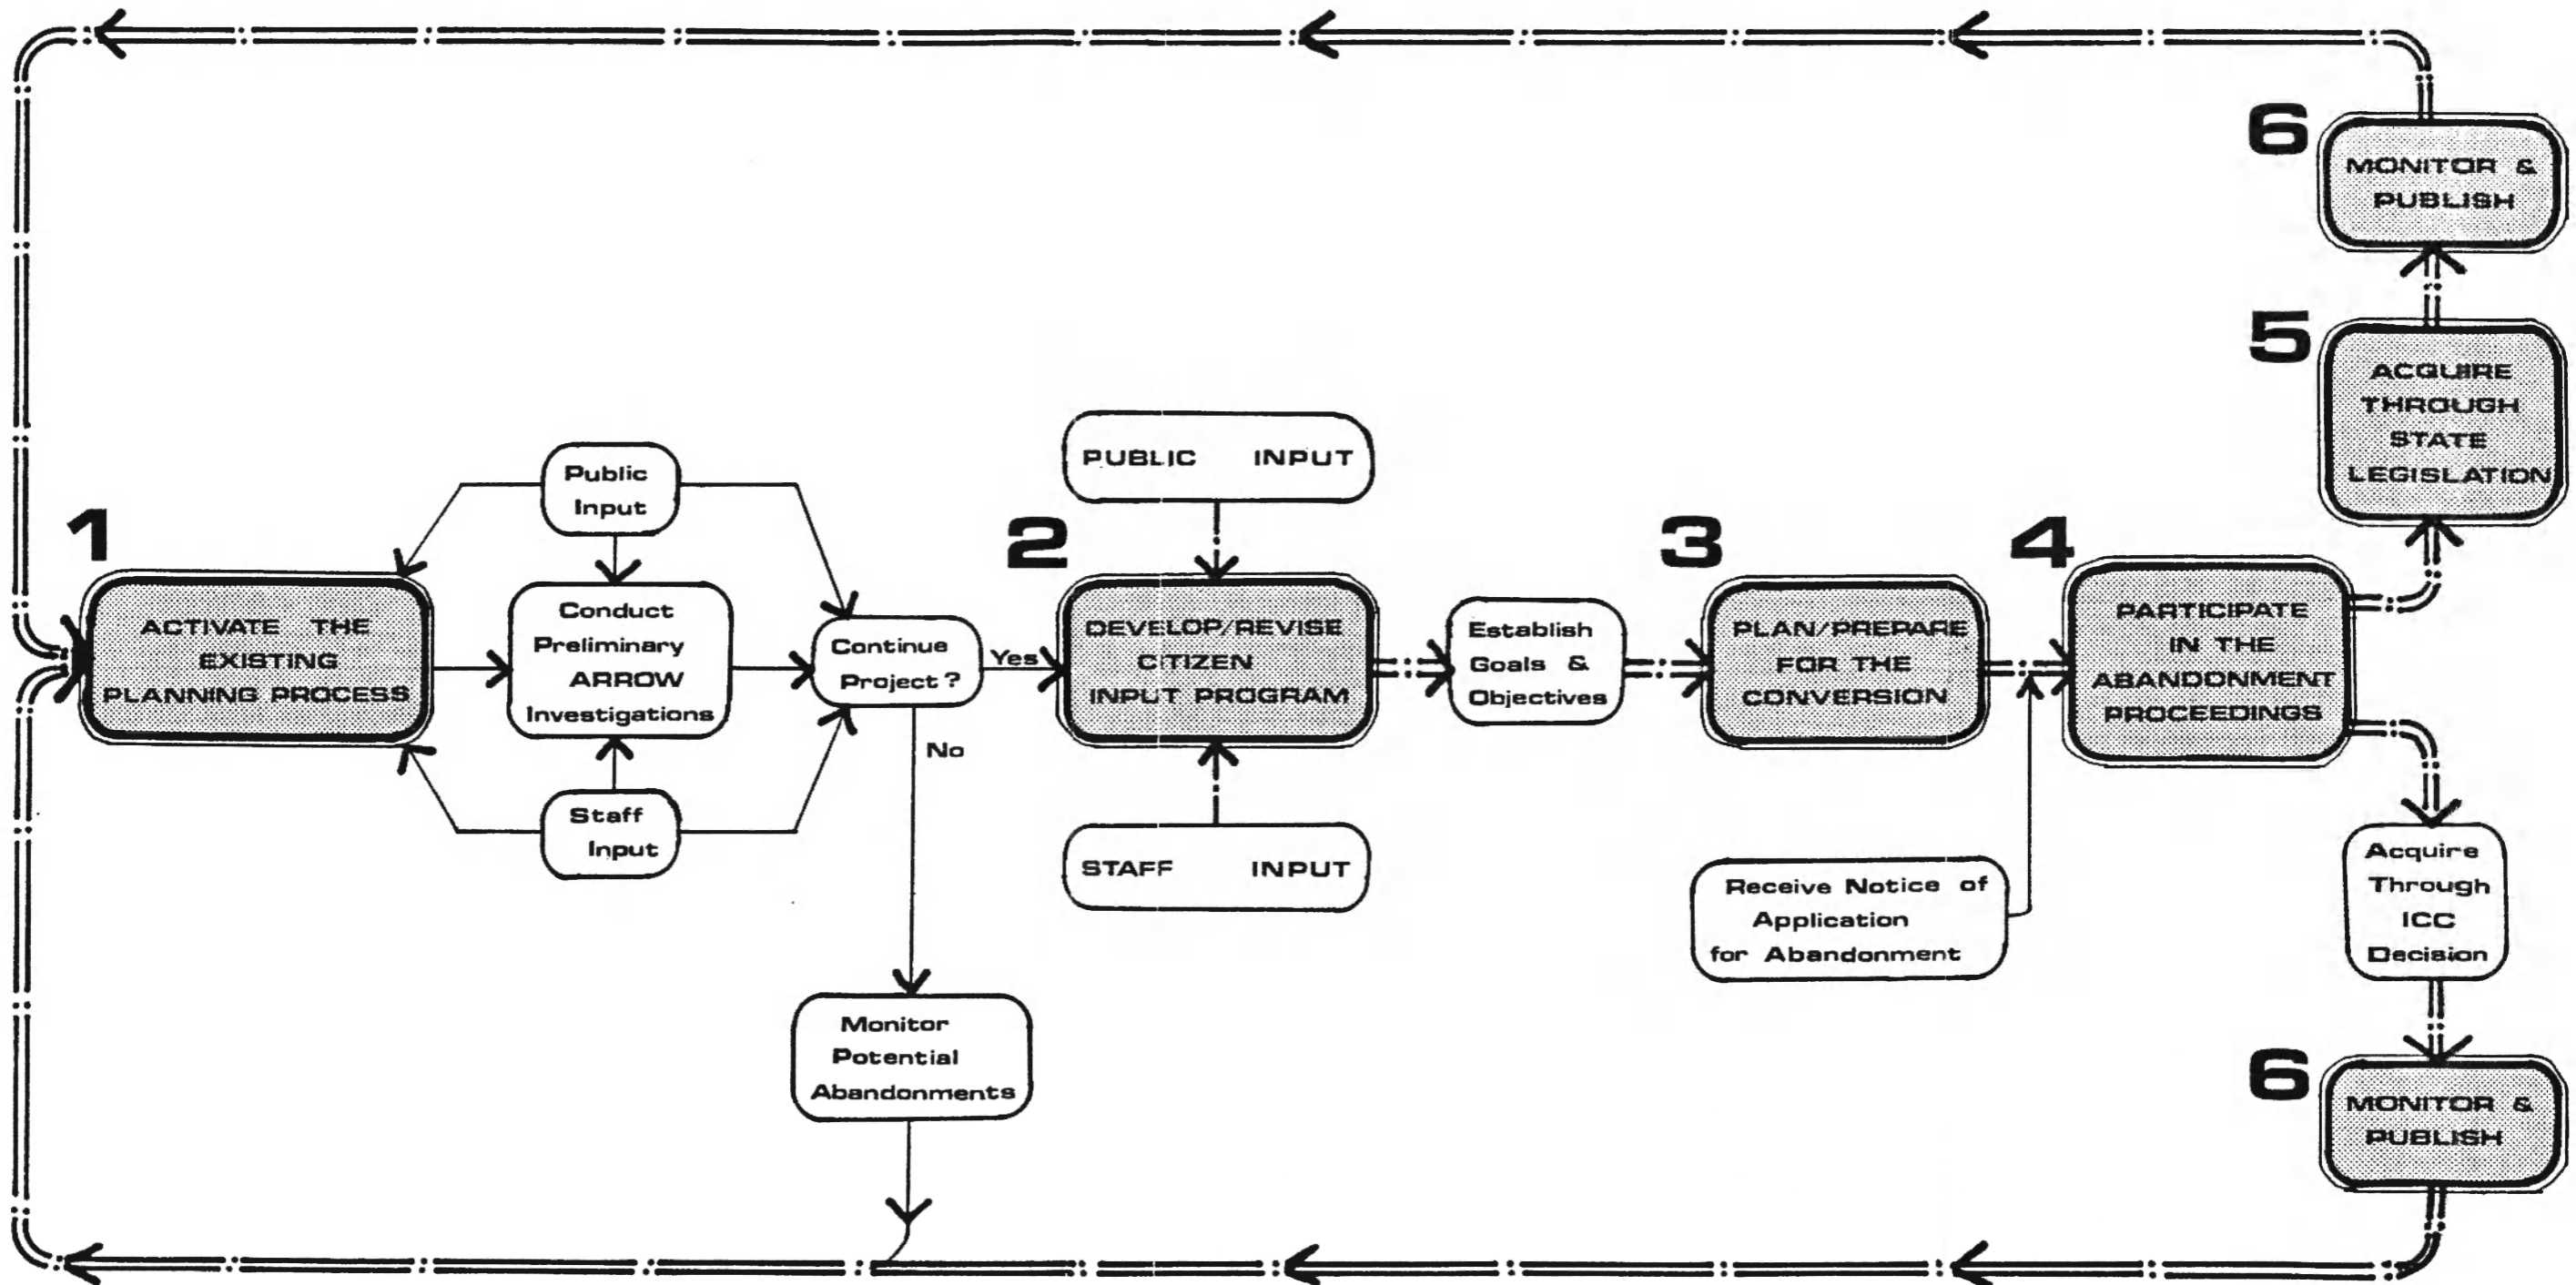 6
MONITOR &
PUBLISH
5
ACQUIRE
THROUGH
STATE
LEGISLATION
1
ACTIVATE THE
EXISTING
PLANNING PROCESS
Public
Input
Conduct
Preliminary
ARROW
Investigations
Staff
Input
Continue
Project?
Yes
No
Monitor
Potential
Abandonments
PUBLIC INPUT
2
DEVELOP/REVISE
CITIZEN
INPUT PROGRAM
STAFF INPUT
Establish
Goals &
Objectives
3
PLAN/PREPARE
FOR THE
CONVERSION
Receive Notice of
Application
for Abandonment
4
PARTICIPATE
IN THE
ABANDONMENT
PROCEEDINGS
Acquire
Through
ICC
Decision
6
MONITOR &
PUBLISH